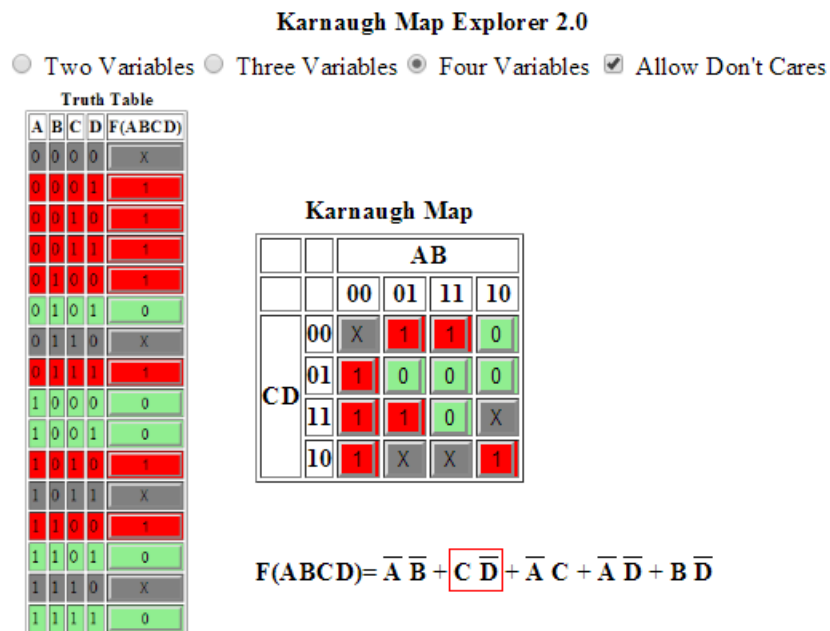 Karnaugh Map Explorer 2.0
Two Variables Three Variables Four Variables Allow Don't Cares
Truth Table
A B C D F(ABCD)
0 0 0 0 X
0 0 0 1 1
0 0 1 0 1
0 0 1 1 1
0 1 0 0 1
0 1 0 1 0
0 1 1 0 X
0 1 1 1 1
1 0 0 0 0
1 0 0 1 0
1 0 1 0 1
1 0 1 1 X
1 1 0 0 1
1 1 0 1 0
1 1 1 0 X
1 1 1 1 0
Karnaugh Map
AB
00 01 11 10
CD
00 X 1 1 0
01 1 0 0 0
11 1 1 0 X
10 1 X X 1
F(ABCD)= A̅ B̅ + C D̅ + A̅ C + A̅ D̅ + B D̅